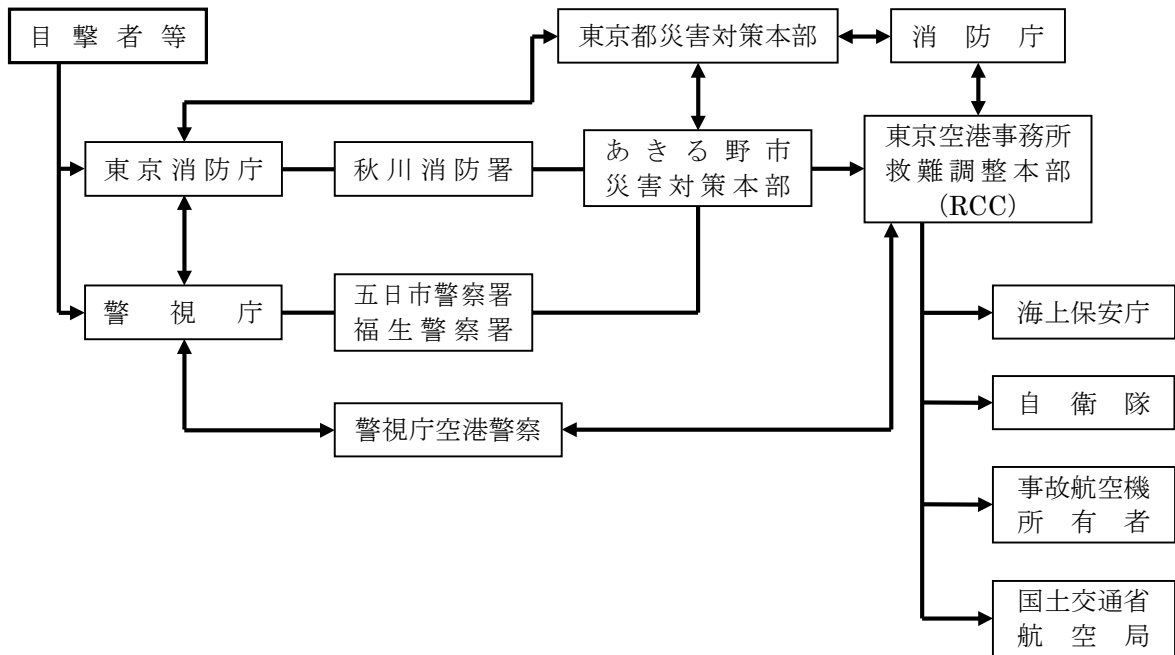 目撃者等
東京都災害対策本部
消防庁
東京消防庁
秋川消防署
あきる野市
災害対策本部
東京空港事務所
救難調整本部
(RCC)
警視庁
五日市警察署
福生警察署
海上保安庁
警視庁空港警察
自衛隊
事故航空機
所有者
国土交通省
航空局